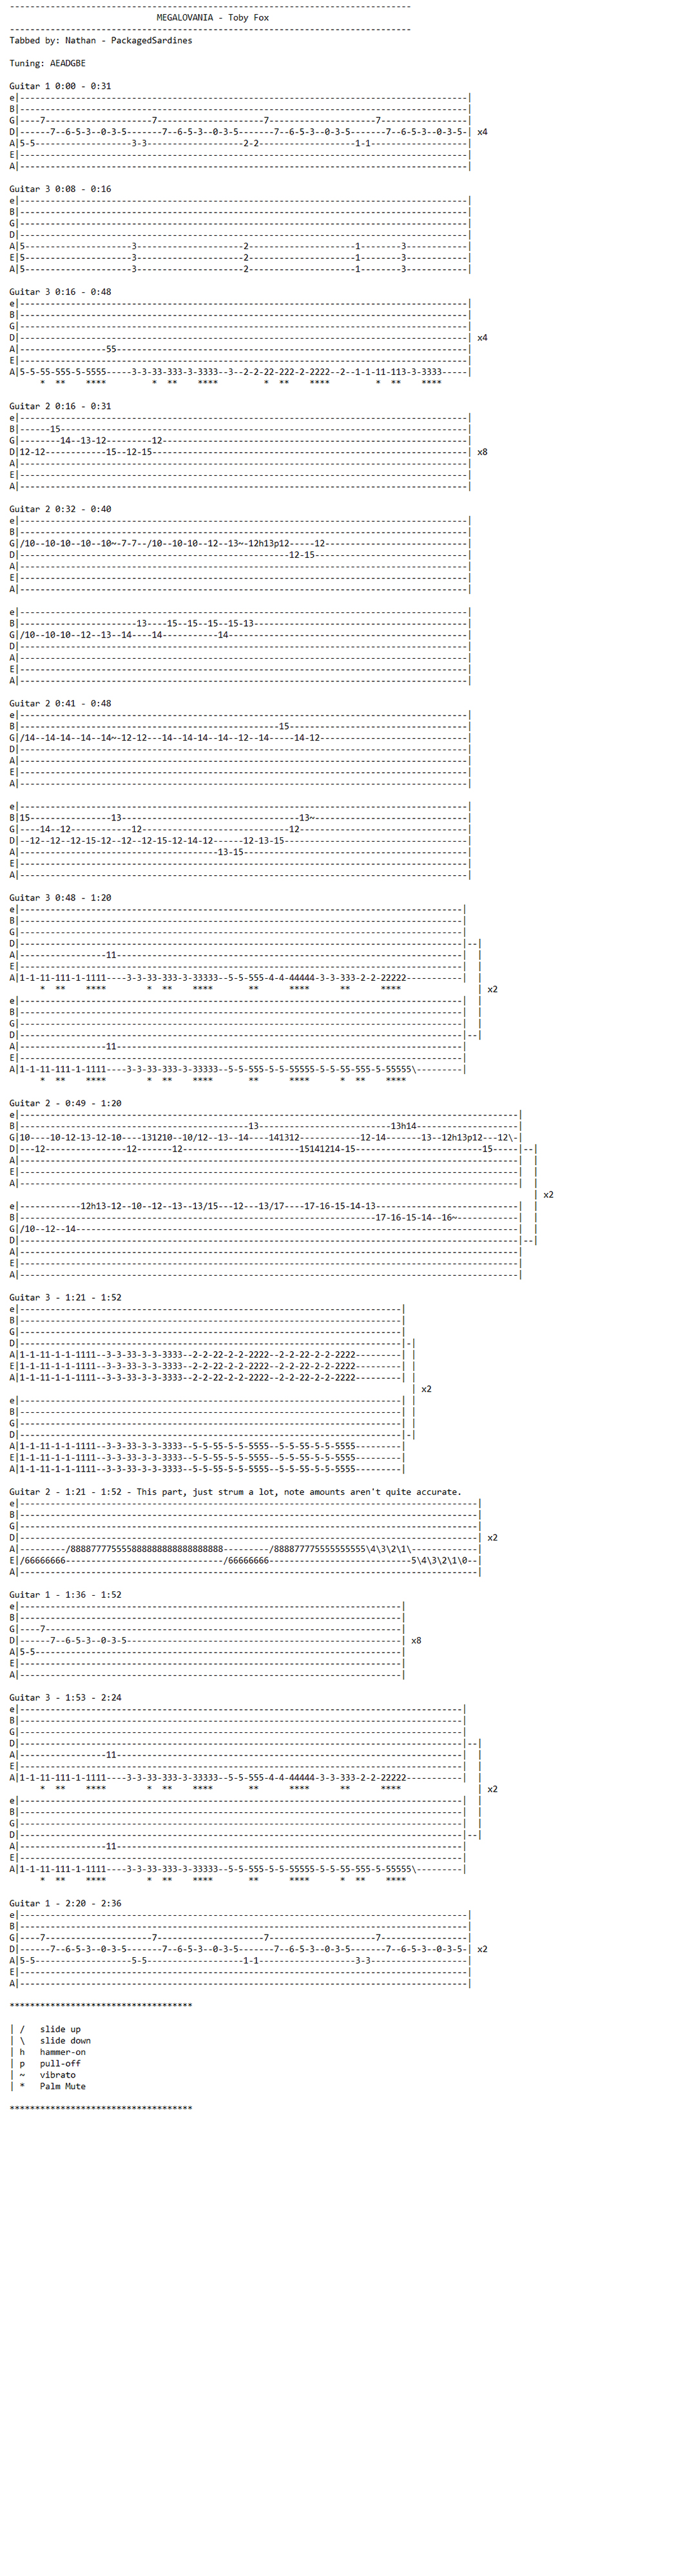 -------------------------------------------------------------------------------
MEGALOVANIA - Toby Fox
-------------------------------------------------------------------------------
Tabbed by: Nathan - PackagedSardines
Tuning: AEADGBE
Guitar 1 0:00 - 0:31
e|----------------------------------------------------------------------------------------|
B|----------------------------------------------------------------------------------------|
G|----7---------------------7---------------------7---------------------7-----------------|
D|------7--6-5-3--0-3-5-------7--6-5-3--0-3-5-------7--6-5-3--0-3-5-------7--6-5-3--0-3-5-| x4
A|5-5-------------------3-3-------------------2-2-------------------1-1-------------------|
E|----------------------------------------------------------------------------------------|
A|----------------------------------------------------------------------------------------|
Guitar 3 0:08 - 0:16
e|----------------------------------------------------------------------------------------|
B|----------------------------------------------------------------------------------------|
G|----------------------------------------------------------------------------------------|
D|----------------------------------------------------------------------------------------|
A|5---------------------3---------------------2---------------------1--------3------------|
E|5---------------------3---------------------2---------------------1--------3------------|
A|5---------------------3---------------------2---------------------1--------3------------|
Guitar 3 0:16 - 0:48
e|----------------------------------------------------------------------------------------|
B|----------------------------------------------------------------------------------------|
G|----------------------------------------------------------------------------------------|
D|----------------------------------------------------------------------------------------| x4
A|-----------------55---------------------------------------------------------------------|
E|----------------------------------------------------------------------------------------|
A|5-5-55-555-5-5555-----3-3-33-333-3-3333--3--2-2-22-222-2-2222--2--1-1-11-113-3-3333-----|
      *  **    ****         *  **    ****         *  **    ****         *  **    ****
Guitar 2 0:16 - 0:31
e|----------------------------------------------------------------------------------------|
B|------15--------------------------------------------------------------------------------|
G|--------14--13-12---------12------------------------------------------------------------|
D|12-12------------15--12-15--------------------------------------------------------------| x8
A|----------------------------------------------------------------------------------------|
E|----------------------------------------------------------------------------------------|
A|----------------------------------------------------------------------------------------|
Guitar 2 0:32 - 0:40
e|----------------------------------------------------------------------------------------|
B|----------------------------------------------------------------------------------------|
G|/10--10-10--10--10~-7-7--/10--10-10--12--13~-12h13p12-----12----------------------------|
D|-----------------------------------------------------12-15------------------------------|
A|----------------------------------------------------------------------------------------|
E|----------------------------------------------------------------------------------------|
A|----------------------------------------------------------------------------------------|
e|----------------------------------------------------------------------------------------|
B|-----------------------13----15--15--15--15-13------------------------------------------|
G|/10--10-10--12--13--14----14-----------14-----------------------------------------------|
D|----------------------------------------------------------------------------------------|
A|----------------------------------------------------------------------------------------|
E|----------------------------------------------------------------------------------------|
A|----------------------------------------------------------------------------------------|
Guitar 2 0:41 - 0:48
e|----------------------------------------------------------------------------------------|
B|---------------------------------------------------15-----------------------------------|
G|/14--14-14--14--14~-12-12---14--14-14--14--12--14-----14-12-----------------------------|
D|----------------------------------------------------------------------------------------|
A|----------------------------------------------------------------------------------------|
E|----------------------------------------------------------------------------------------|
A|----------------------------------------------------------------------------------------|
e|----------------------------------------------------------------------------------------|
B|15----------------13-----------------------------------13~------------------------------|
G|----14--12------------12-----------------------------12---------------------------------|
D|--12--12--12-15-12--12--12-15-12-14-12------12-13-15------------------------------------|
A|---------------------------------------13-15--------------------------------------------|
E|----------------------------------------------------------------------------------------|
A|----------------------------------------------------------------------------------------|
Guitar 3 0:48 - 1:20
e|---------------------------------------------------------------------------------------|
B|---------------------------------------------------------------------------------------|
G|---------------------------------------------------------------------------------------|
D|---------------------------------------------------------------------------------------|--|
A|-----------------11--------------------------------------------------------------------|  |
E|---------------------------------------------------------------------------------------|  |
A|1-1-11-111-1-1111----3-3-33-333-3-33333--5-5-555-4-4-44444-3-3-333-2-2-22222-----------|  |
      *  **    ****        *  **    ****       **      ****      **      ****               | x2
e|---------------------------------------------------------------------------------------|  |
B|---------------------------------------------------------------------------------------|  |
G|---------------------------------------------------------------------------------------|  |
D|---------------------------------------------------------------------------------------|--|
A|-----------------11--------------------------------------------------------------------|
E|---------------------------------------------------------------------------------------|
A|1-1-11-111-1-1111----3-3-33-333-3-33333--5-5-555-5-5-55555-5-5-55-555-5-55555\---------|
      *  **    ****        *  **    ****       **      ****      *  **    ****
Guitar 2 - 0:49 - 1:20
e|--------------------------------------------------------------------------------------------------|
B|---------------------------------------------13--------------------------13h14--------------------|
G|10----10-12-13-12-10----131210--10/12--13--14----141312------------12-14-------13--12h13p12---12\-|
D|---12----------------12-------12-----------------------15141214-15-------------------------15-----|--|
A|--------------------------------------------------------------------------------------------------|  |
E|--------------------------------------------------------------------------------------------------|  |
A|--------------------------------------------------------------------------------------------------|  |
| x2
e|------------12h13-12--10--12--13--13/15---12---13/17----17-16-15-14-13----------------------------|  |
B|----------------------------------------------------------------------17-16-15-14--16~------------|  |
G|/10--12--14---------------------------------------------------------------------------------------|  |
D|--------------------------------------------------------------------------------------------------|--|
A|--------------------------------------------------------------------------------------------------|
E|--------------------------------------------------------------------------------------------------|
A|--------------------------------------------------------------------------------------------------|
Guitar 3 - 1:21 - 1:52
e|---------------------------------------------------------------------------|
B|---------------------------------------------------------------------------|
G|---------------------------------------------------------------------------|
D|---------------------------------------------------------------------------|-|
A|1-1-11-1-1-1111--3-3-33-3-3-3333--2-2-22-2-2-2222--2-2-22-2-2-2222---------| |
E|1-1-11-1-1-1111--3-3-33-3-3-3333--2-2-22-2-2-2222--2-2-22-2-2-2222---------| |
A|1-1-11-1-1-1111--3-3-33-3-3-3333--2-2-22-2-2-2222--2-2-22-2-2-2222---------| |
| x2
e|---------------------------------------------------------------------------| |
B|---------------------------------------------------------------------------| |
G|---------------------------------------------------------------------------| |
D|---------------------------------------------------------------------------|-|
A|1-1-11-1-1-1111--3-3-33-3-3-3333--5-5-55-5-5-5555--5-5-55-5-5-5555---------|
E|1-1-11-1-1-1111--3-3-33-3-3-3333--5-5-55-5-5-5555--5-5-55-5-5-5555---------|
A|1-1-11-1-1-1111--3-3-33-3-3-3333--5-5-55-5-5-5555--5-5-55-5-5-5555---------|
Guitar 2 - 1:21 - 1:52 - This part, just strum a lot, note amounts aren't quite accurate.
e|------------------------------------------------------------------------------------------|
B|------------------------------------------------------------------------------------------|
G|------------------------------------------------------------------------------------------|
D|------------------------------------------------------------------------------------------| x2
A|---------/888877775555888888888888888888---------/888877775555555555\4\3\2\1\-------------|
E|/66666666-------------------------------/66666666----------------------------5\4\3\2\1\0--|
A|------------------------------------------------------------------------------------------|
Guitar 1 - 1:36 - 1:52
e|---------------------------------------------------------------------------|
B|---------------------------------------------------------------------------|
G|----7----------------------------------------------------------------------|
D|------7--6-5-3--0-3-5------------------------------------------------------| x8
A|5-5------------------------------------------------------------------------|
E|---------------------------------------------------------------------------|
A|---------------------------------------------------------------------------|
Guitar 3 - 1:53 - 2:24
e|---------------------------------------------------------------------------------------|
B|---------------------------------------------------------------------------------------|
G|---------------------------------------------------------------------------------------|
D|---------------------------------------------------------------------------------------|--|
A|-----------------11--------------------------------------------------------------------|  |
E|---------------------------------------------------------------------------------------|  |
A|1-1-11-111-1-1111----3-3-33-333-3-33333--5-5-555-4-4-44444-3-3-333-2-2-22222-----------|  |
      *  **    ****        *  **    ****       **      ****      **      ****               | x2
e|---------------------------------------------------------------------------------------|  |
B|---------------------------------------------------------------------------------------|  |
G|---------------------------------------------------------------------------------------|  |
D|---------------------------------------------------------------------------------------|--|
A|-----------------11--------------------------------------------------------------------|
E|---------------------------------------------------------------------------------------|
A|1-1-11-111-1-1111----3-3-33-333-3-33333--5-5-555-5-5-55555-5-5-55-555-5-55555\---------|
      *  **    ****        *  **    ****       **      ****      *  **    ****
Guitar 1 - 2:20 - 2:36
e|----------------------------------------------------------------------------------------|
B|----------------------------------------------------------------------------------------|
G|----7---------------------7---------------------7---------------------7-----------------|
D|------7--6-5-3--0-3-5-------7--6-5-3--0-3-5-------7--6-5-3--0-3-5-------7--6-5-3--0-3-5-| x2
A|5-5-------------------5-5-------------------1-1-------------------3-3-------------------|
E|----------------------------------------------------------------------------------------|
A|----------------------------------------------------------------------------------------|
************************************
| /   slide up
| \   slide down
| h   hammer-on
| p   pull-off
| ~   vibrato
| *   Palm Mute
************************************